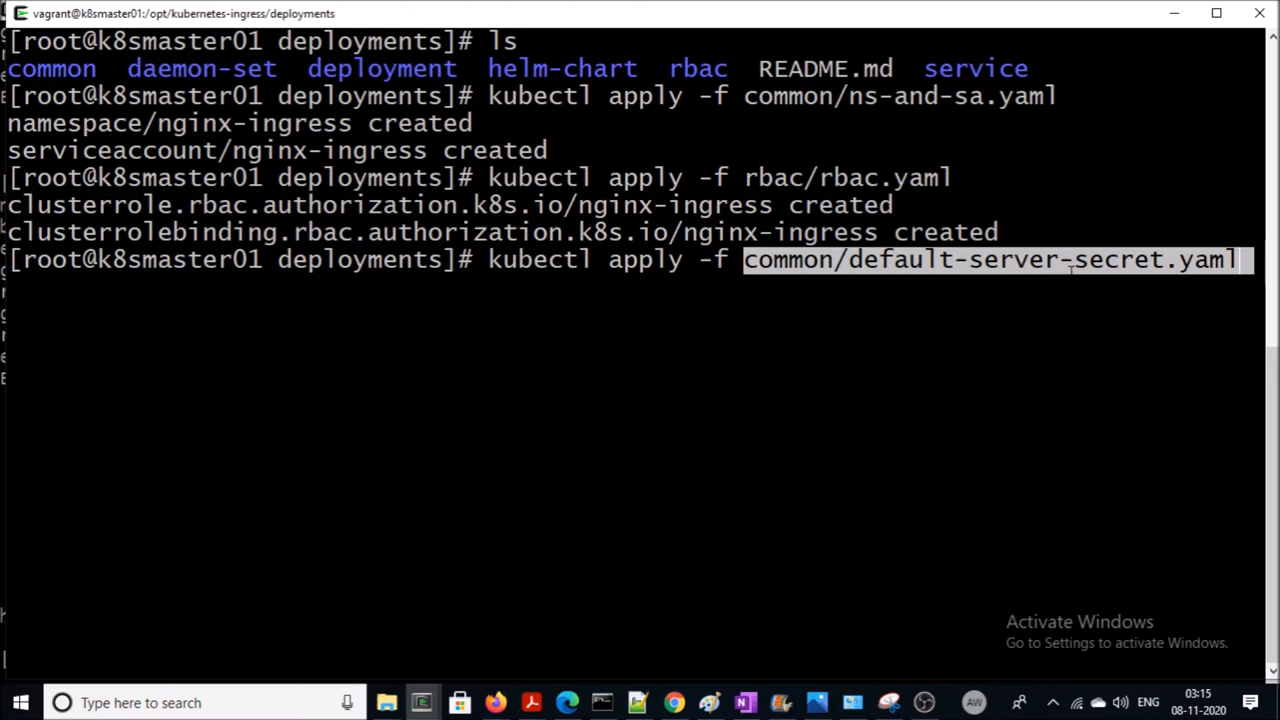 vagrant@k8smaster01:/opt/kubernetes-ingress/deployments
[root@k8smaster01 deployments]# ls
common daemon-set deployment helm-chart rbac README.md service
[root@k8smaster01 deployments]# kubectl apply -f common/ns-and-sa.yaml
namespace/nginx-ingress created
serviceaccount/nginx-ingress created
[root@k8smaster01 deployments]# kubectl apply -f rbac/rbac.yaml
clusterrole.rbac.authorization.k8s.io/nginx-ingress created
clusterrolebinding.rbac.authorization.k8s.io/nginx-ingress created
[root@k8smaster01 deployments]# kubectl apply -f common/default-server-secret.yaml
Activate Windows
Go to Settings to activate Windows.
Type here to search
AW
ENG
03:15
08-11-2020